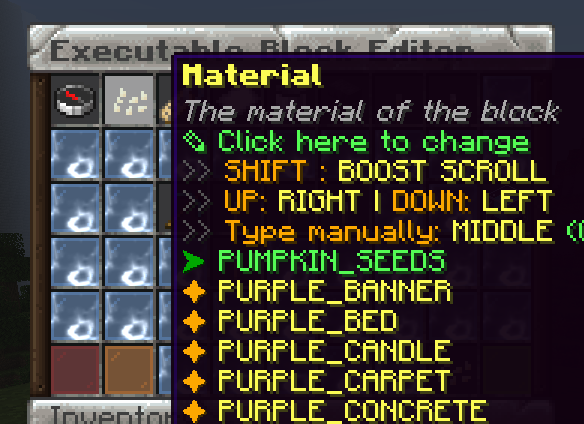 Executable Block Editor
Material
The material of the block
Click here to change
>> SHIFT : BOOST SCROLL
>> UP: RIGHT | DOWN: LEFT
>> Type manually: MIDDLE
➤ PUMPKIN_SEEDS
✦ PURPLE_BANNER
✦ PURPLE_BED
✦ PURPLE_CANDLE
✦ PURPLE_CARPET
✦ PURPLE_CONCRETE